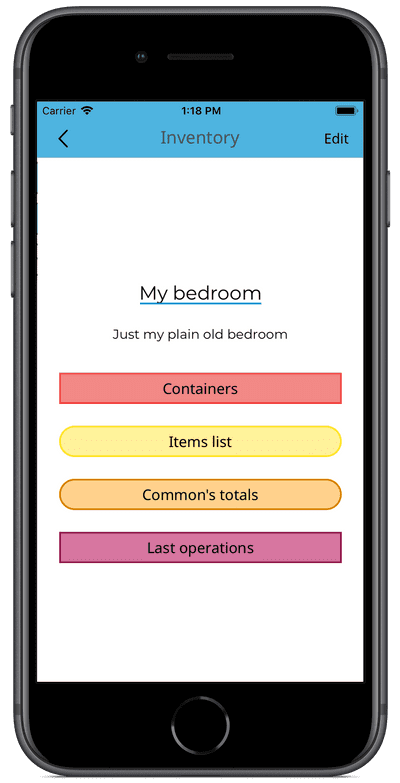 Carrier 1:18 PM
Inventory Edit
My bedroom
Just my plain old bedroom
Containers
Items list
Common's totals
Last operations